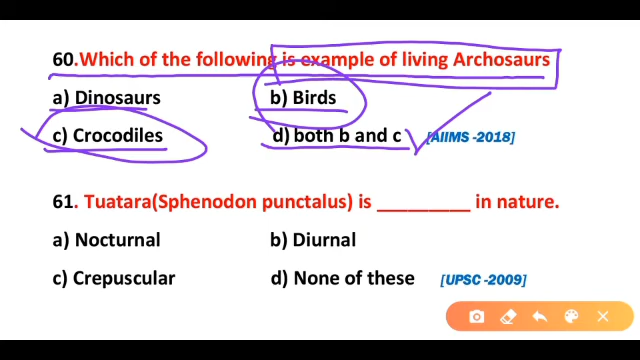 60.Which of the following is example of living Archosaurs
a) Dinosaurs b) Birds
c) Crocodiles d) both b and c [AIIMS -2018]
61. Tuatara(Sphenodon punctalus) is __________ in nature.
a) Nocturnal b) Diurnal
c) Crepuscular d) None of these [UPSC -2009]